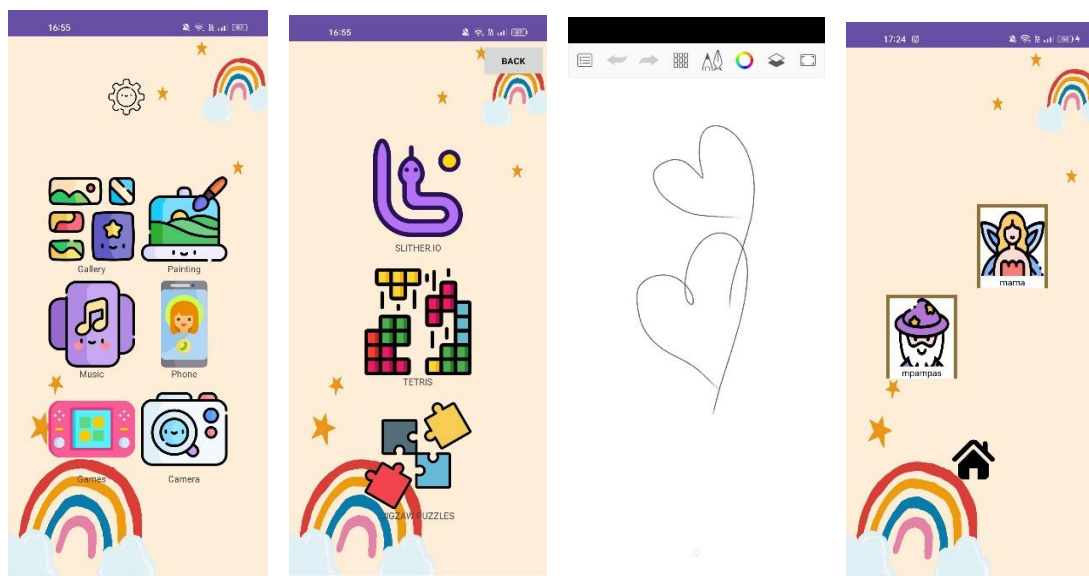 16:55
Gallery Painting
Music Phone
Games Camera
16:55
BACK
SLITHER.IO
TETRIS
JIGZAW PUZZLES
17:24
mama
mpampas